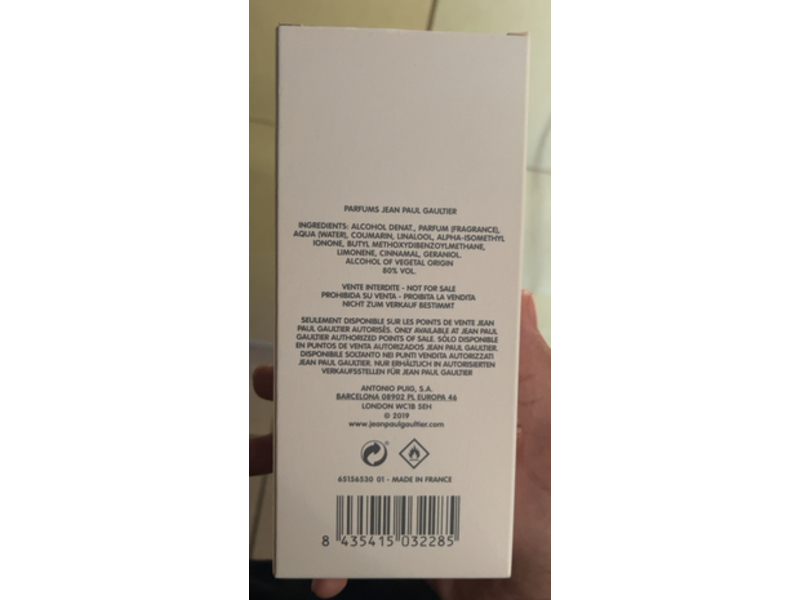 PARFUMS JEAN PAUL GAULTIER
INGREDIENTS: ALCOHOL DENAT., PARFUM (FRAGRANCE),
AQUA (WATER), COUMARIN, LINALOOL, ALPHA-ISOMETHYL
IONONE, BUTYL METHOXYDIBENZOYLMETHANE,
LIMONENE, CINNAMAL, GERANIOL.
ALCOHOL OF VEGETAL ORIGIN
80% VOL.
VENTE INTERDITE - NOT FOR SALE
PROHIBIDA SU VENTA - PROIBITA LA VENDITA
NICHT ZUM VERKAUF BESTIMMT
SEULEMENT DISPONIBLE SUR LES POINTS DE VENTE JEAN
PAUL GAULTIER AUTORISÉS. ONLY AVAILABLE AT JEAN PAUL
GAULTIER AUTHORIZED POINTS OF SALE. SÓLO DISPONIBLE
EN PUNTOS DE VENTA AUTORIZADOS JEAN PAUL GAULTIER.
DISPONIBILE SOLTANTO NEI PUNTI VENDITA AUTORIZZATI
JEAN PAUL GAULTIER. NUR ERHÄLTLICH IN AUTORISIERTEN
VERKAUFSSTELLEN FÜR JEAN PAUL GAULTIER
ANTONIO PUIG, S.A.
BARCELONA 08902 PL EUROPA 46
LONDON WC1B 5EH
© 2019
www.jeanpaulgaultier.com
65156530 01 - MADE IN FRANCE
8 435415 032285